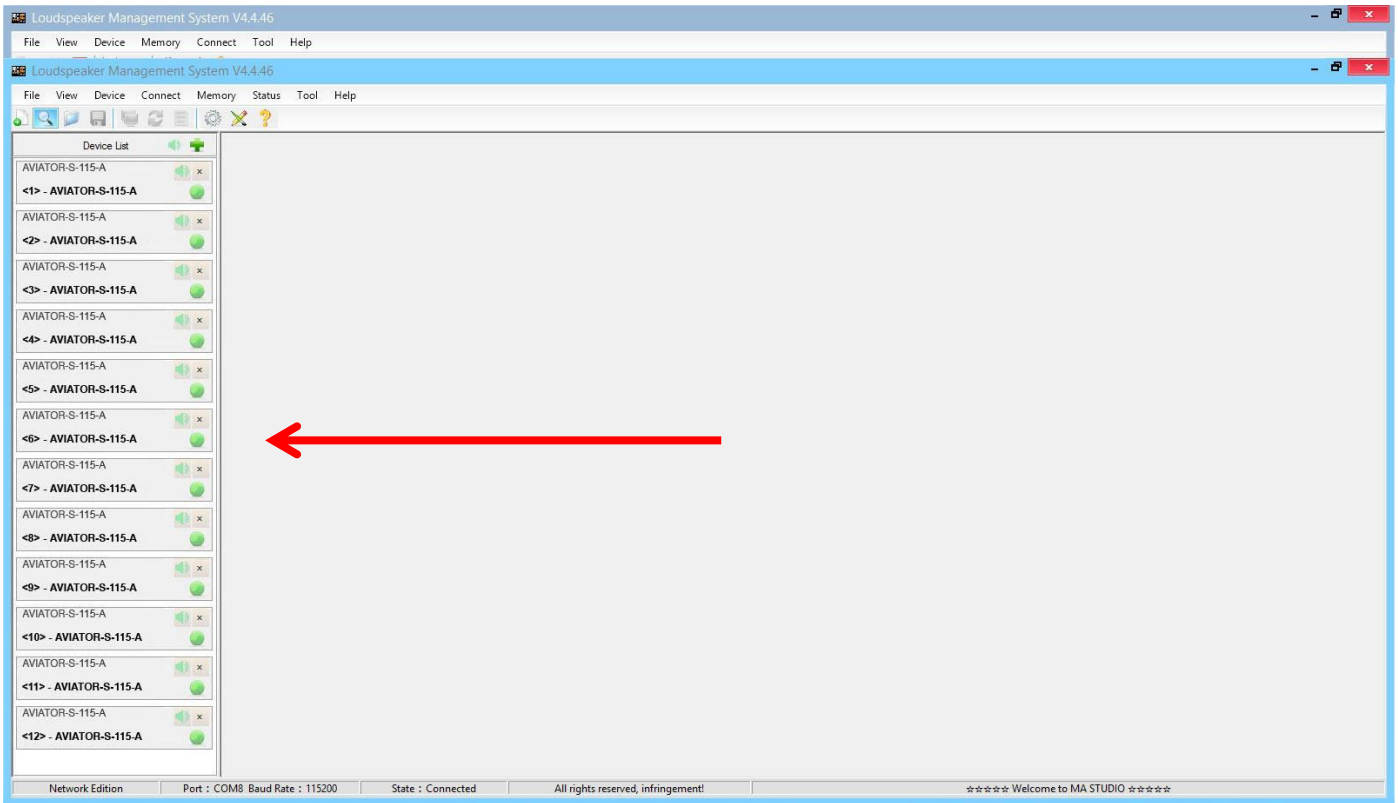 Loudspeaker Management System V4.4.46
File View Device Memory Connect Tool Help
Loudspeaker Management System V4.4.46
File View Device Connect Memory Status Tool Help
Device List
AVIATOR-S-115-A
<1> - AVIATOR-S-115-A
AVIATOR-S-115-A
<2> - AVIATOR-S-115-A
AVIATOR-S-115-A
<3> - AVIATOR-S-115-A
AVIATOR-S-115-A
<4> - AVIATOR-S-115-A
AVIATOR-S-115-A
<5> - AVIATOR-S-115-A
AVIATOR-S-115-A
<6> - AVIATOR-S-115-A
AVIATOR-S-115-A
<7> - AVIATOR-S-115-A
AVIATOR-S-115-A
<8> - AVIATOR-S-115-A
AVIATOR-S-115-A
<9> - AVIATOR-S-115-A
AVIATOR-S-115-A
<10> - AVIATOR-S-115-A
AVIATOR-S-115-A
<11> - AVIATOR-S-115-A
AVIATOR-S-115-A
<12> - AVIATOR-S-115-A
Network Edition Port : COM8 Baud Rate : 115200 State : Connected All rights reserved, infringement! ☆☆☆☆☆ Welcome to MA STUDIO ☆☆☆☆☆